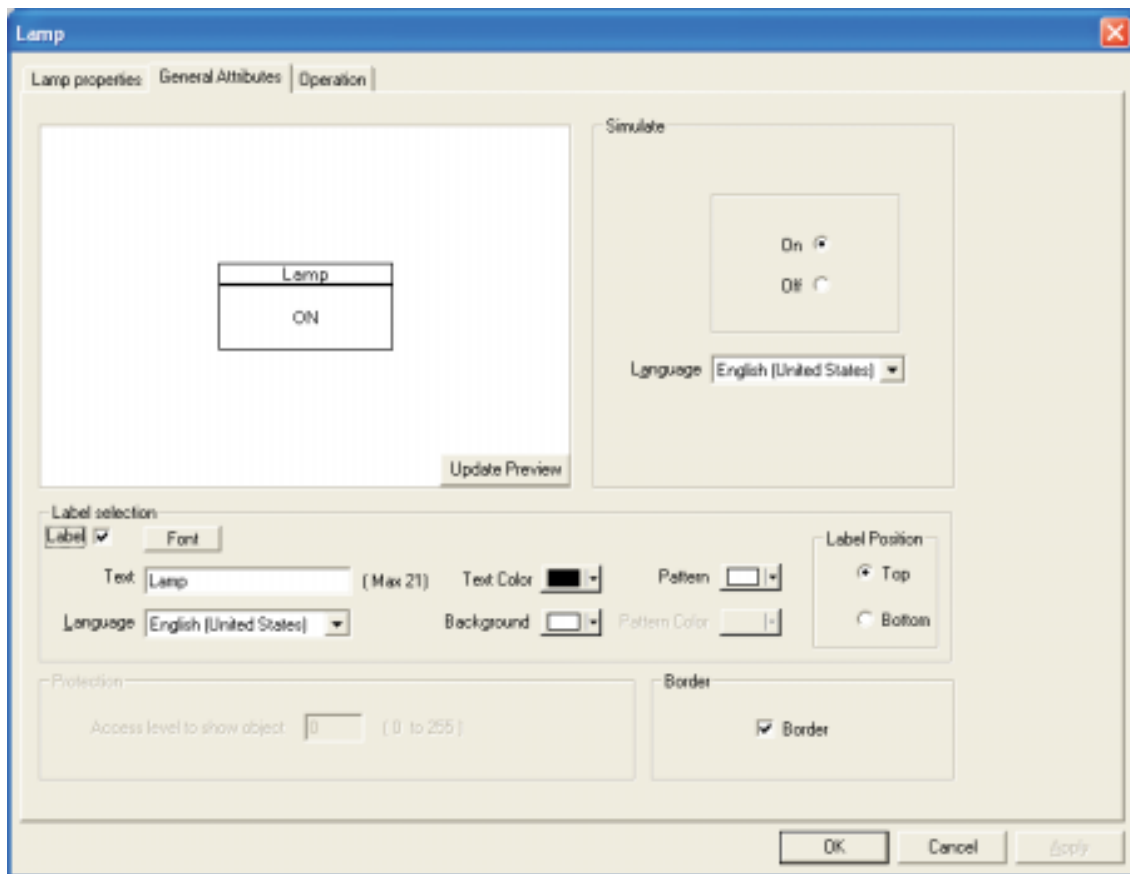 Lamp
Lamp properties General Attributes Operation
Simulate
Lamp
ON
On
Off
Language English (United States)
Update Preview
Label selection
Label Font
Label Position
Text Lamp ( Max 21) Text Color Pattern
Top
Language English (United States) Background Pattern Color
Bottom
Protection
Border
Access level to show object 0 ( 0 to 255 )
Border
OK Cancel Apply